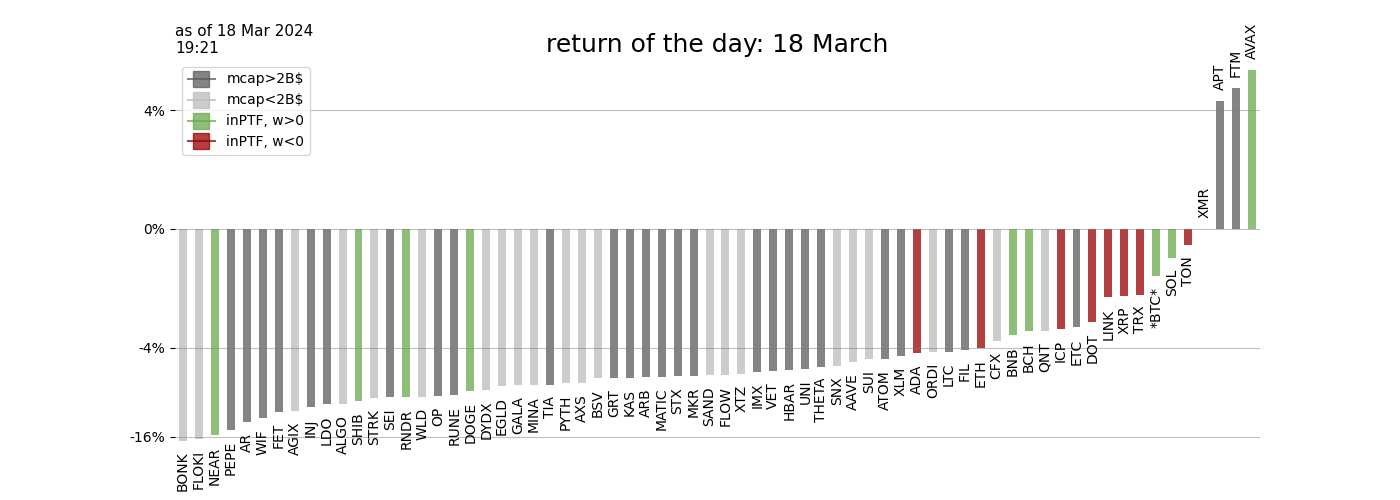 as of 18 Mar 2024
19:21
return of the day: 18 March
mcap>2B$
mcap<2B$
inPTF, w>0
inPTF, w<0
4%
0%
-4%
-16%
BONK
FLOKI
NEAR
PEPE
AR
WIF
FET
AGIX
INJ
LDO
ALGO
SHIB
STRK
SEI
RNDR
WLD
OP
RUNE
DOGE
DYDX
EGLD
GALA
MINA
TIA
PYTH
AXS
BSV
GRT
KAS
ARB
MATIC
STX
MKR
SAND
FLOW
XTZ
IMX
VET
HBAR
UNI
THETA
SNX
AAVE
SUI
ATOM
XLM
ADA
ORDI
LTC
FIL
ETH
CFX
BNB
BCH
QNT
ICP
ETC
DOT
LINK
XRP
TRX
*BTC*
SOL
TON
XMR
APT
FTM
AVAX